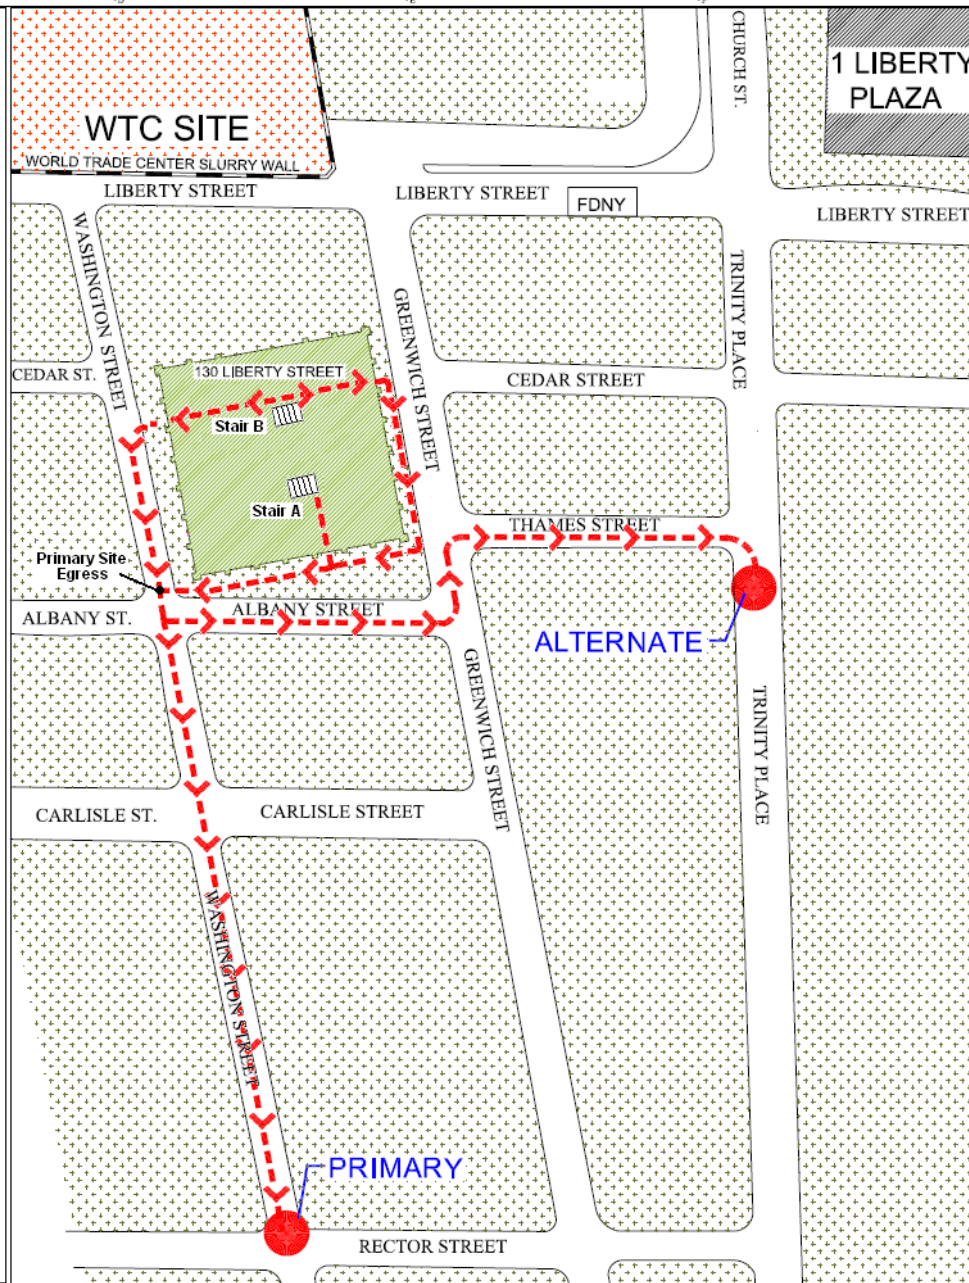 CHURCH ST.
1 LIBERTY
PLAZA
WTC SITE
WORLD TRADE CENTER SLURRY WALL
LIBERTY STREET
LIBERTY STREET
FDNY
LIBERTY STREET
WASHINGTON STREET
GREENWICH STREET
TRINITY PLACE
CEDAR ST.
130 LIBERTY STREET
CEDAR STREET
Stair B
Stair A
THAMES STREET
Primary Site
Egress
ALBANY ST.
ALBANY STREET
ALTERNATE
GREENWICH STREET
TRINITY PLACE
CARLISLE ST.
CARLISLE STREET
WASHINGTON STREET
PRIMARY
RECTOR STREET